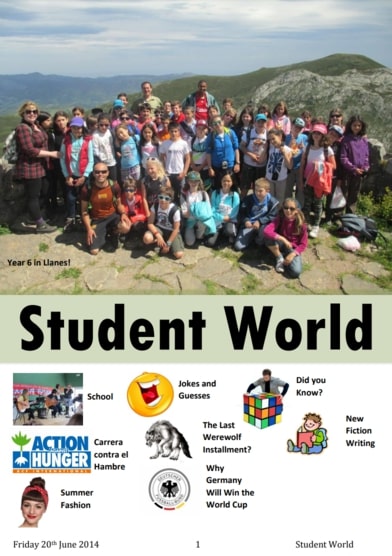 Year 6 in Llanes!
Student World
School
Jokes and
Guesses
Did you
Know?
ACTION
HUNGER
ACF INTERNATIONAL
Carrera
contra el
Hambre
The Last
Werewolf
Installment?
New
Fiction
Writing
Summer
Fashion
Why
Germany
Will Win the
World Cup
Friday 20th June 2014
1
Student World